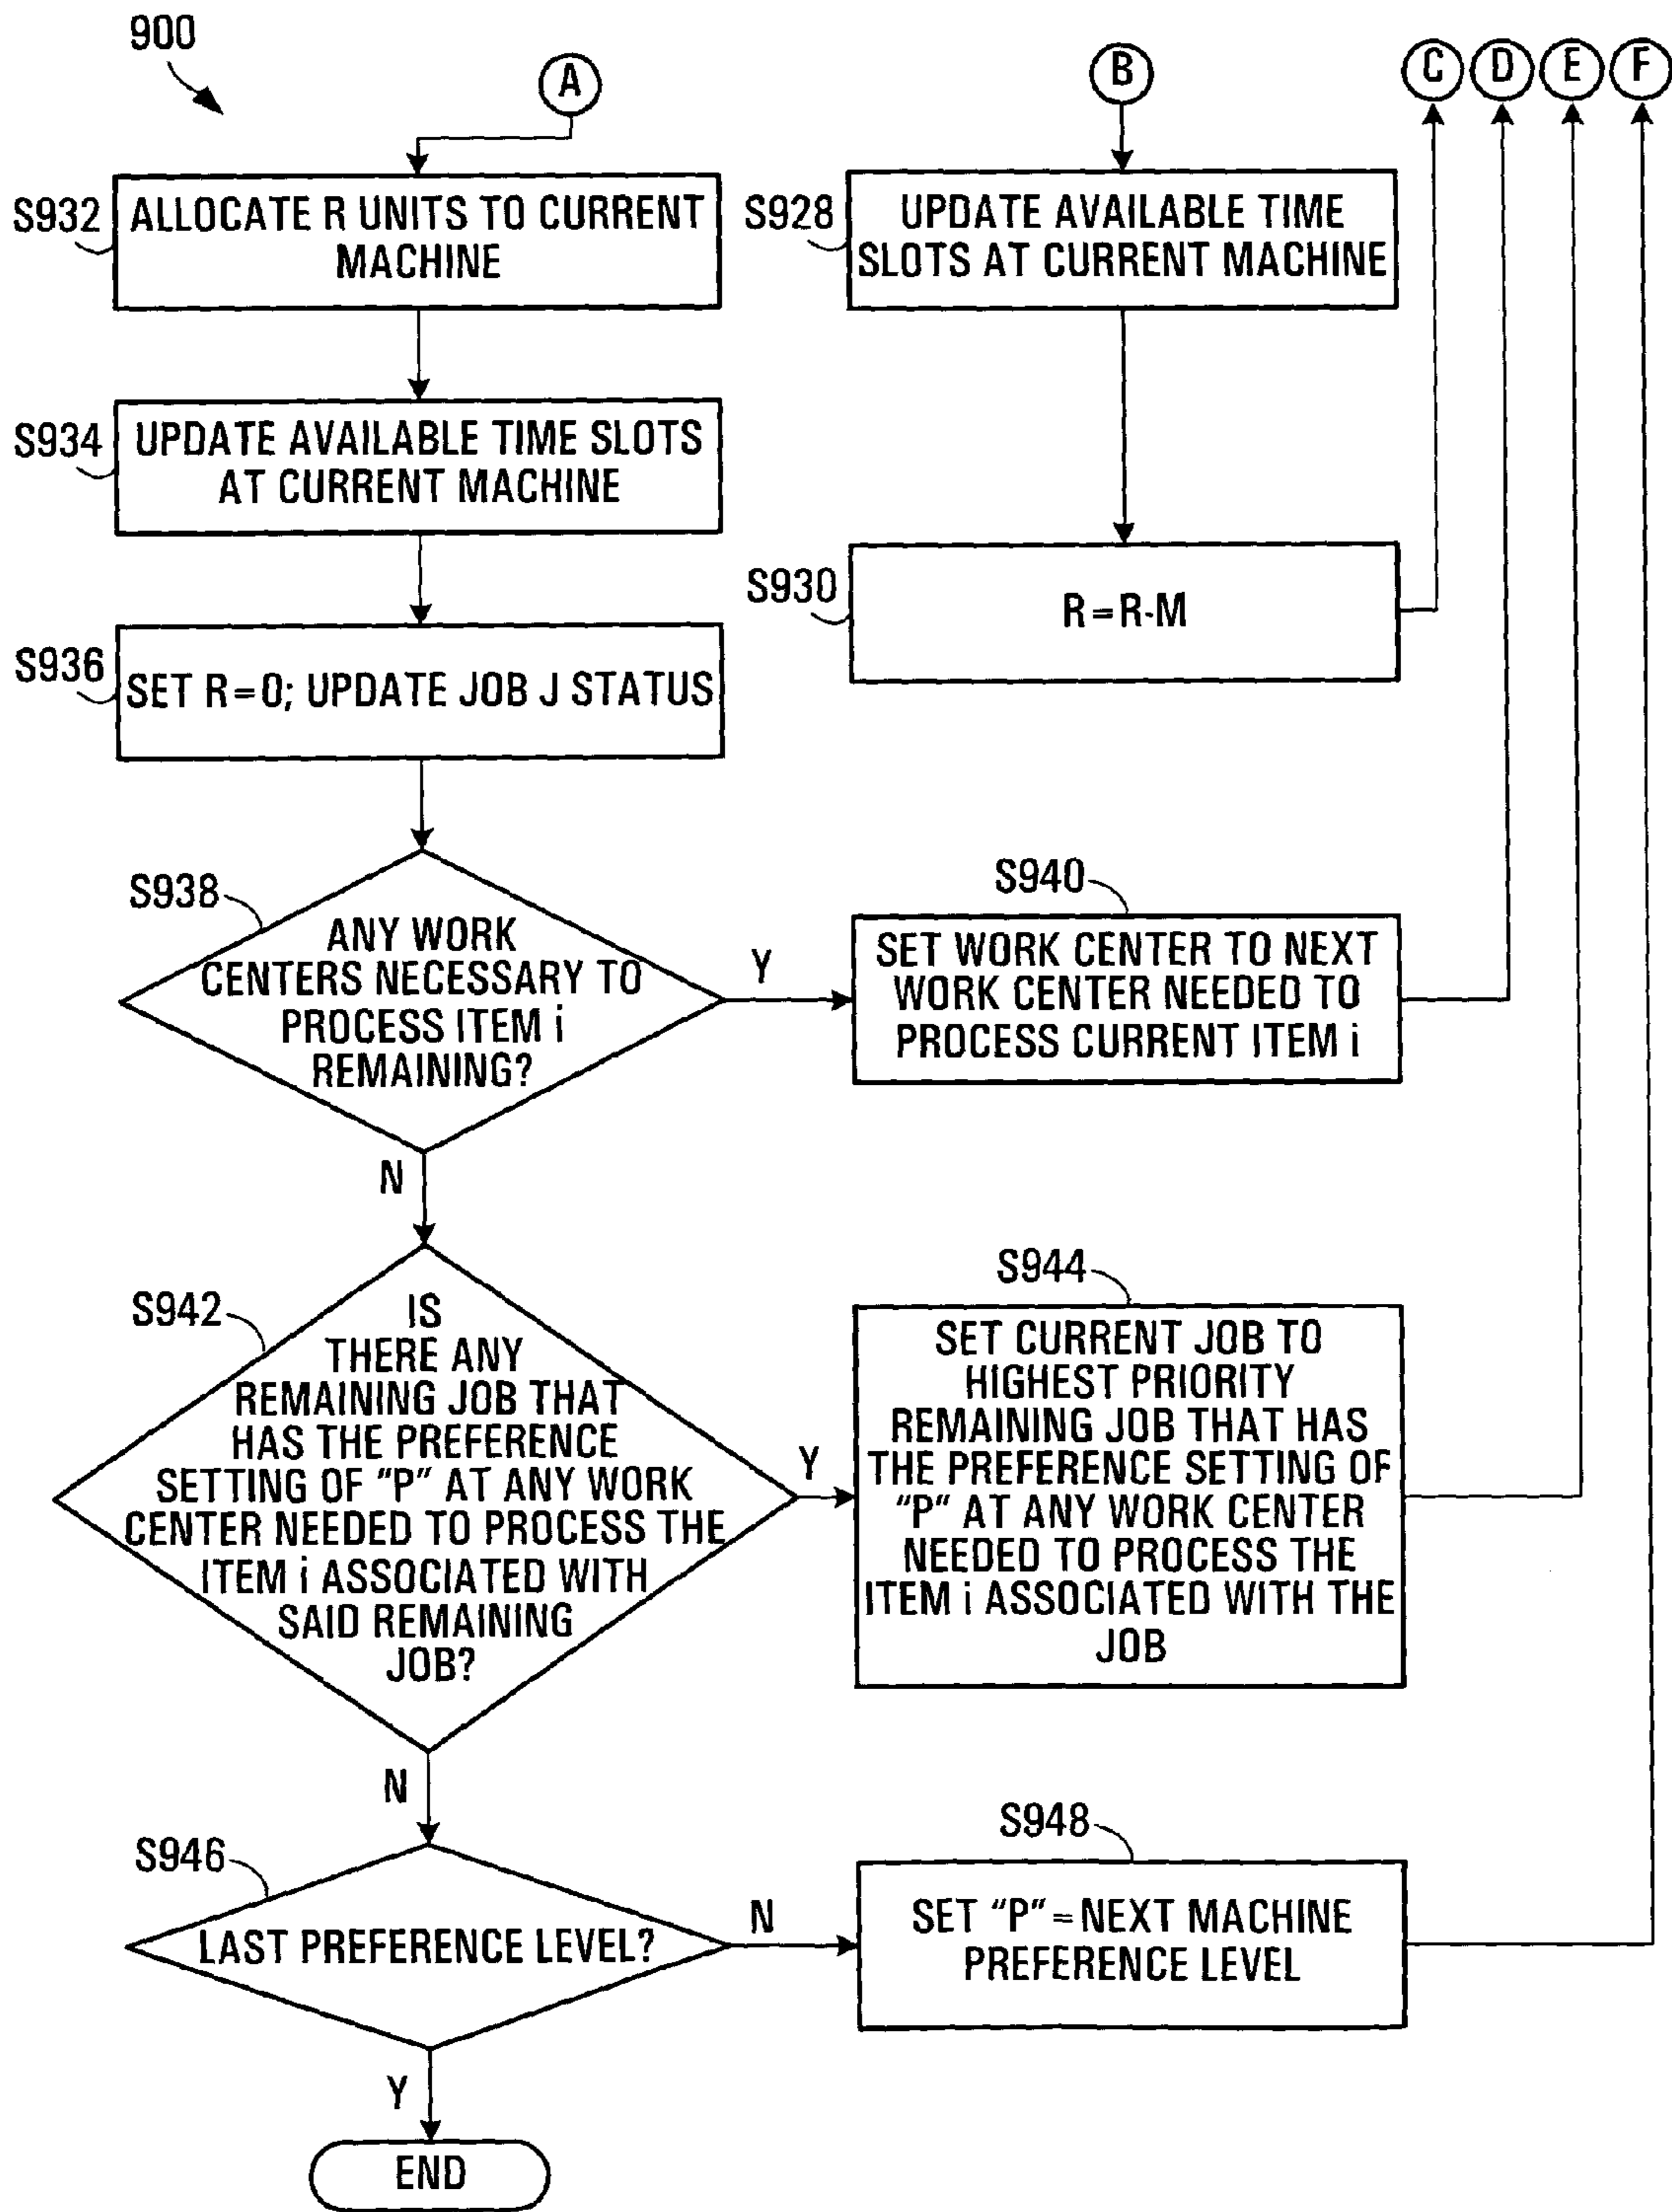 900
A
B
C
D
E
F
S932
ALLOCATE R UNITS TO CURRENT
MACHINE
S928
UPDATE AVAILABLE TIME
SLOTS AT CURRENT MACHINE
S934
UPDATE AVAILABLE TIME SLOTS
AT CURRENT MACHINE
S930
R=R-M
S936
SET R=0; UPDATE JOB J STATUS
S938
ANY WORK
CENTERS NECESSARY TO
PROCESS ITEM i
REMAINING?
Y
S940
SET WORK CENTER TO NEXT
WORK CENTER NEEDED TO
PROCESS CURRENT ITEM i
N
S942
IS
THERE ANY
REMAINING JOB THAT
HAS THE PREFERENCE
SETTING OF "P" AT ANY WORK
CENTER NEEDED TO PROCESS THE
ITEM i ASSOCIATED WITH
SAID REMAINING
JOB?
Y
S944
SET CURRENT JOB TO
HIGHEST PRIORITY
REMAINING JOB THAT HAS
THE PREFERENCE SETTING OF
"P" AT ANY WORK CENTER
NEEDED TO PROCESS THE
ITEM i ASSOCIATED WITH THE
JOB
N
S946
LAST PREFERENCE LEVEL?
N
S948
SET "P"=NEXT MACHINE
PREFERENCE LEVEL
Y
END